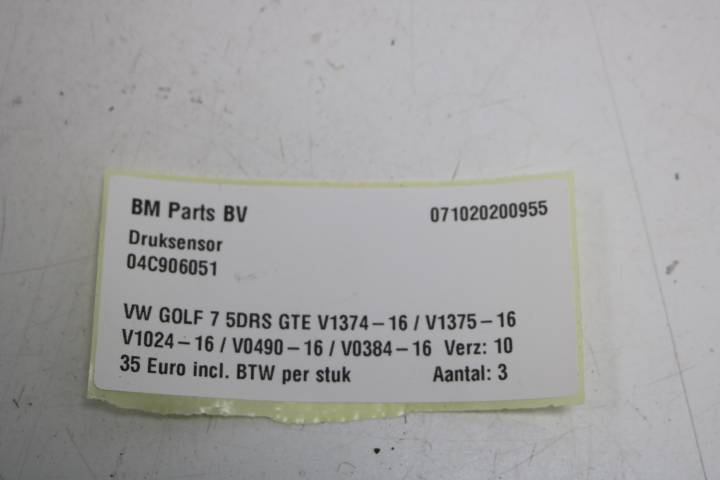 BM Parts BV 071020200955
Druksensor
04C906051
VW GOLF 7 5DRS GTE V1374-16 / V1375-16
V1024-16 / V0490-16 / V0384-16 Verz: 10
35 Euro incl. BTW per stuk Aantal: 3